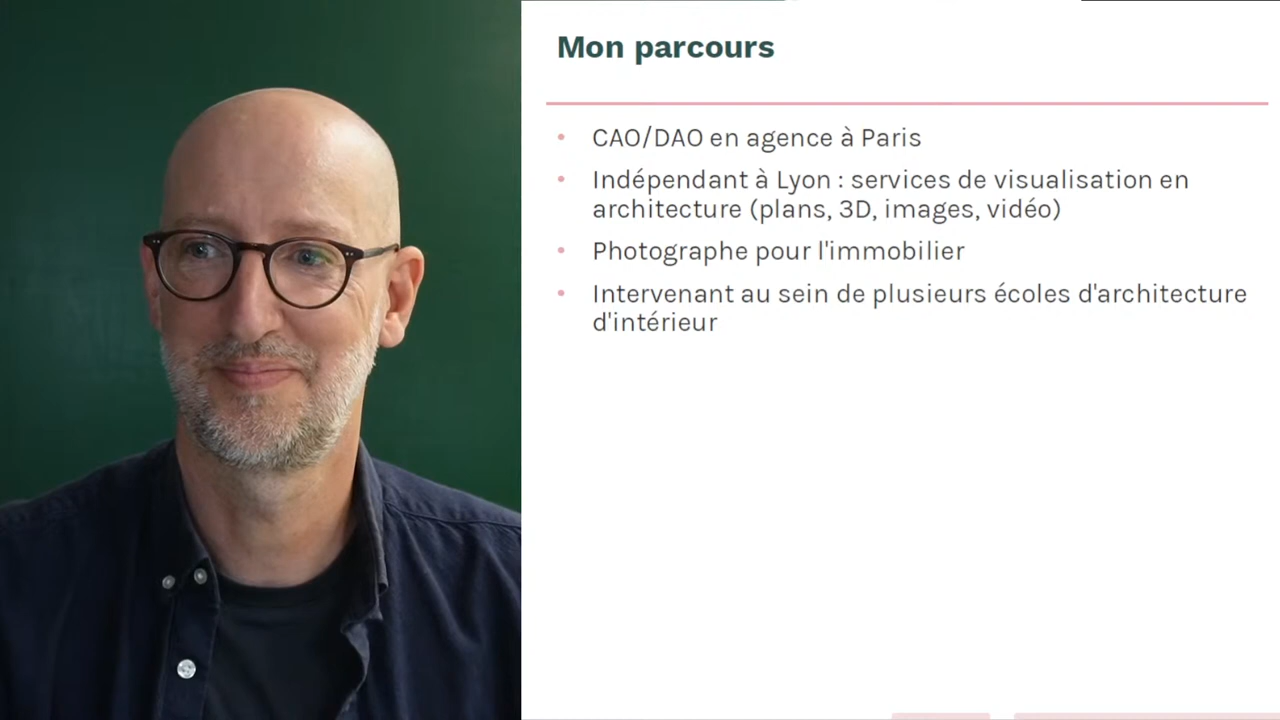 Mon parcours
• CAO/DAO en agence à Paris
• Indépendant à Lyon : services de visualisation en
architecture (plans, 3D, images, vidéo)
• Photographe pour l'immobilier
• Intervenant au sein de plusieurs écoles d'architecture
d'intérieur